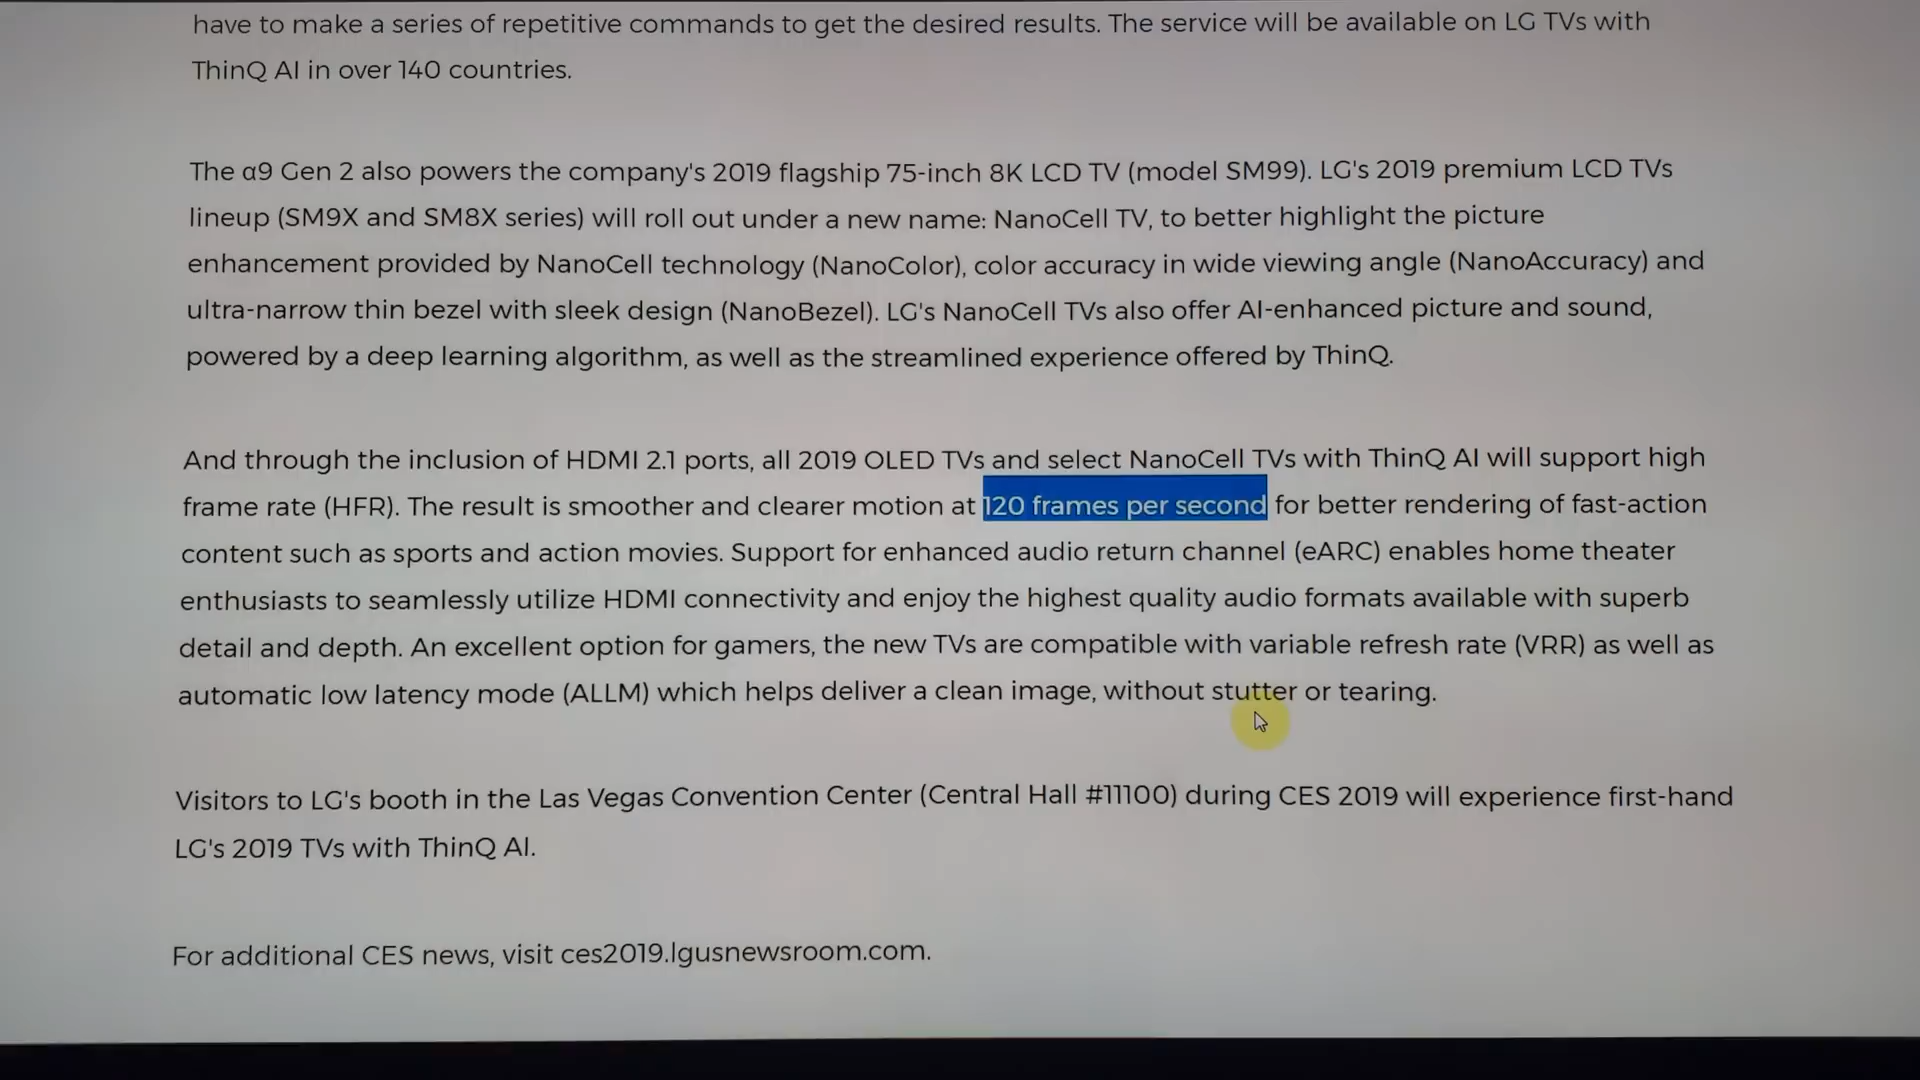 have to make a series of repetitive commands to get the desired results. The service will be available on LG TVs with
ThinQ AI in over 140 countries.
The α9 Gen 2 also powers the company's 2019 flagship 75-inch 8K LCD TV (model SM99). LG's 2019 premium LCD TVs
lineup (SM9X and SM8X series) will roll out under a new name: NanoCell TV, to better highlight the picture
enhancement provided by NanoCell technology (NanoColor), color accuracy in wide viewing angle (NanoAccuracy) and
ultra-narrow thin bezel with sleek design (NanoBezel). LG's NanoCell TVs also offer AI-enhanced picture and sound,
powered by a deep learning algorithm, as well as the streamlined experience offered by ThinQ.
And through the inclusion of HDMI 2.1 ports, all 2019 OLED TVs and select NanoCell TVs with ThinQ AI will support high
frame rate (HFR). The result is smoother and clearer motion at 120 frames per second for better rendering of fast-action
content such as sports and action movies. Support for enhanced audio return channel (eARC) enables home theater
enthusiasts to seamlessly utilize HDMI connectivity and enjoy the highest quality audio formats available with superb
detail and depth. An excellent option for gamers, the new TVs are compatible with variable refresh rate (VRR) as well as
automatic low latency mode (ALLM) which helps deliver a clean image, without stutter or tearing.
Visitors to LG's booth in the Las Vegas Convention Center (Central Hall #11100) during CES 2019 will experience first-hand
LG's 2019 TVs with ThinQ AI.
For additional CES news, visit ces2019.lgusnewsroom.com.